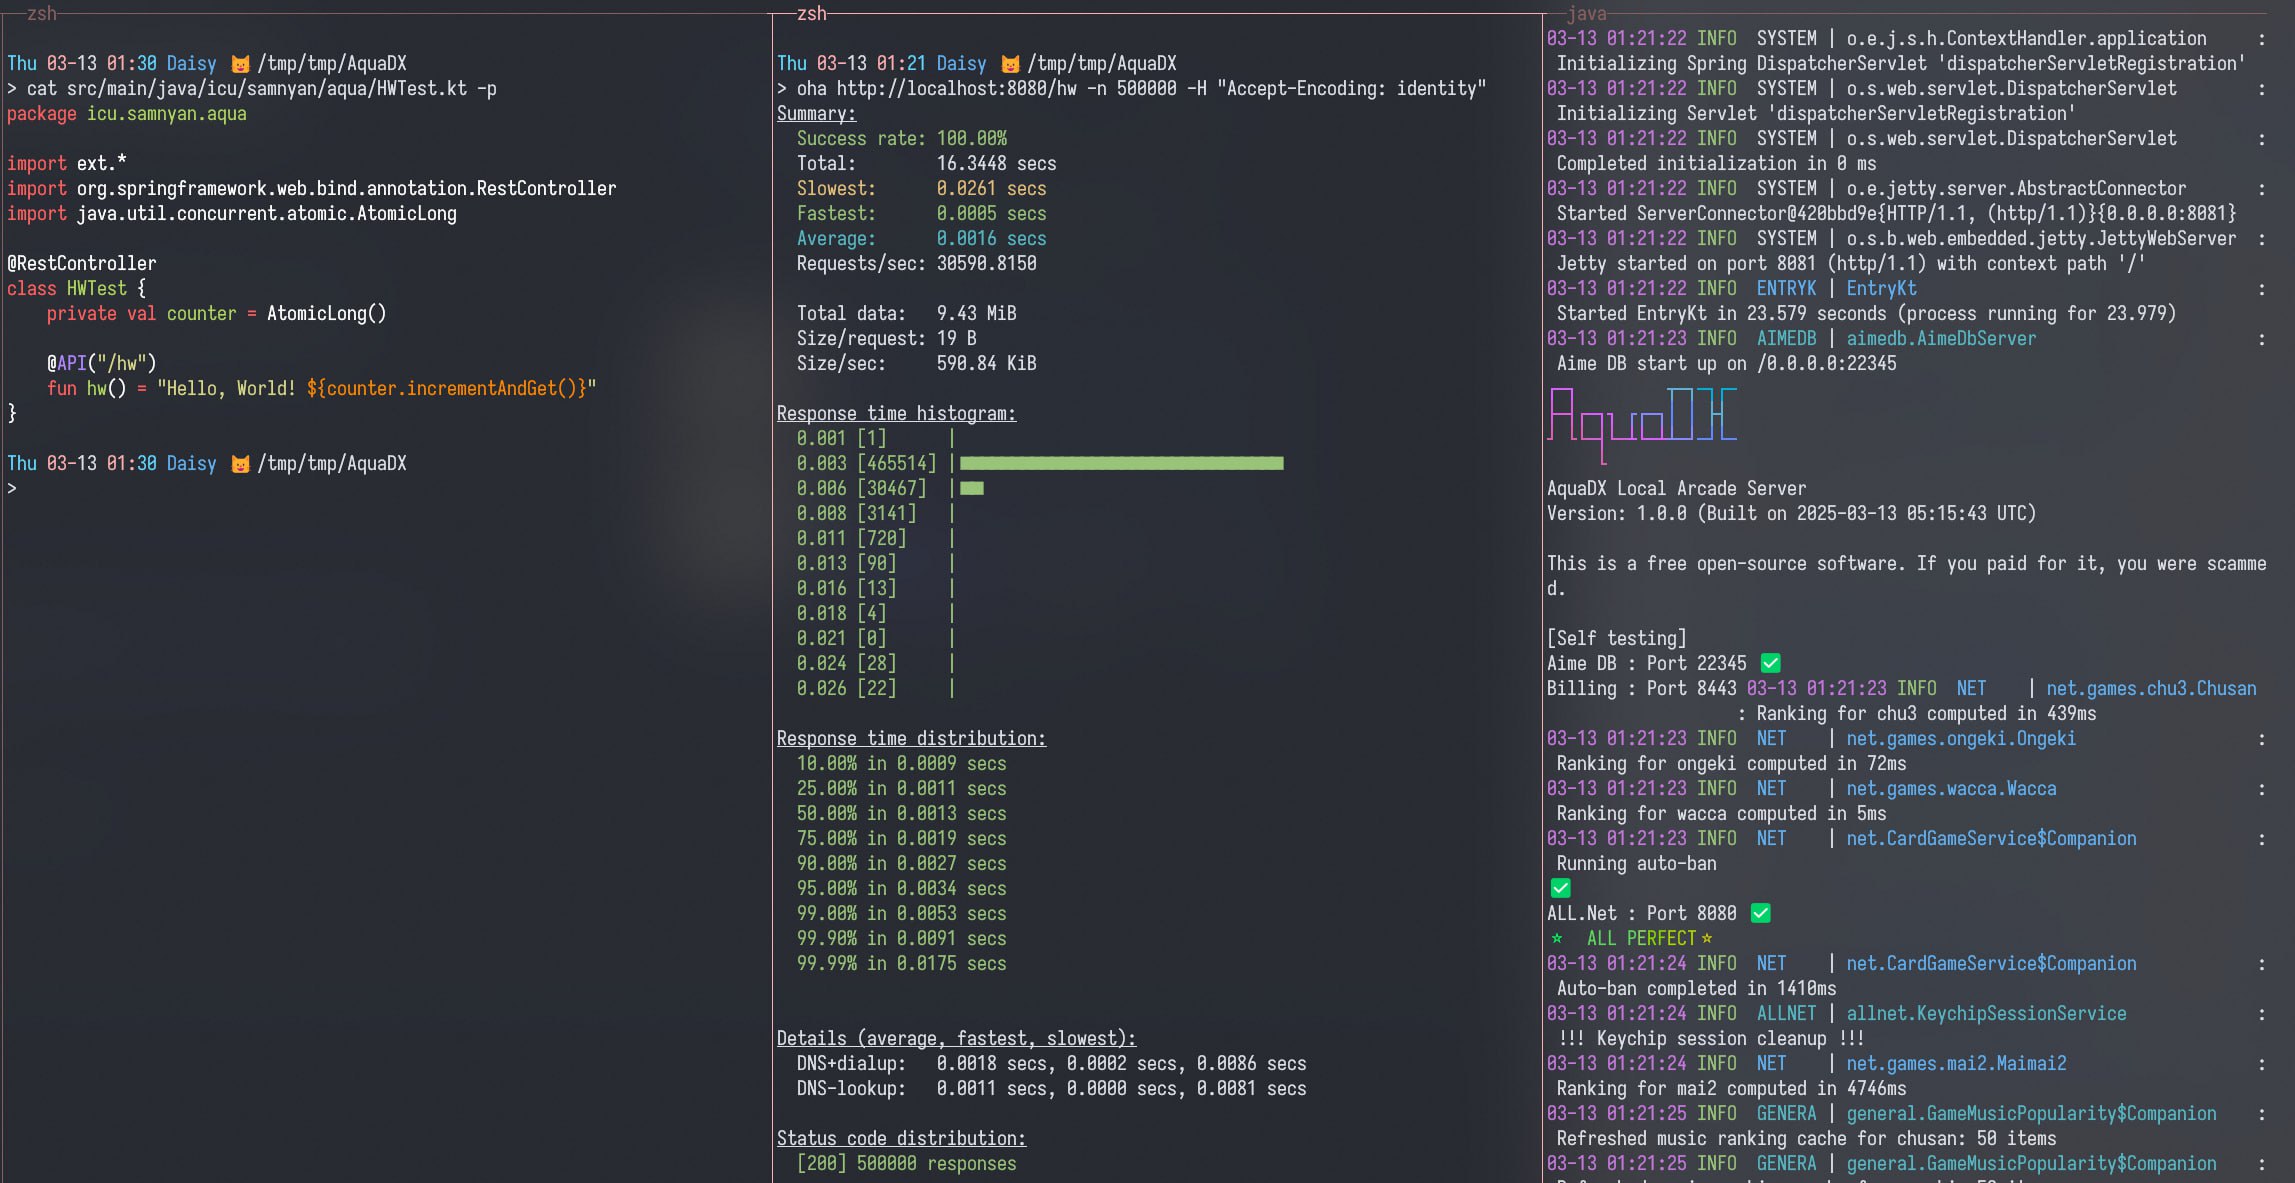 zsh
Thu 03-13 01:30 Daisy 😺 /tmp/tmp/AquaDX
> cat src/main/java/icu/samnyan/aqua/HWTest.kt -p
package icu.samnyan.aqua
import ext.*
import org.springframework.web.bind.annotation.RestController
import java.util.concurrent.atomic.AtomicLong
@RestController
class HWTest {
    private val counter = AtomicLong()
    @API("/hw")
    fun hw() = "Hello, World! ${counter.incrementAndGet()}"
}
Thu 03-13 01:30 Daisy 😺 /tmp/tmp/AquaDX
>
zsh
Thu 03-13 01:21 Daisy 😺 /tmp/tmp/AquaDX
> oha http://localhost:8080/hw -n 500000 -H "Accept-Encoding: identity"
Summary:
  Success rate: 100.00%
  Total:        16.3448 secs
  Slowest:      0.0261 secs
  Fastest:      0.0005 secs
  Average:      0.0016 secs
  Requests/sec: 30590.8150
  Total data:   9.43 MiB
  Size/request: 19 B
  Size/sec:     590.84 KiB
Response time histogram:
  0.001 [1]      |
  0.003 [465514] |■■■■■■■■■■■■■■■■■■■■■■■■■■■■■■■■
  0.006 [30467]  |■■
  0.008 [3141]   |
  0.011 [720]    |
  0.013 [90]     |
  0.016 [13]     |
  0.018 [4]      |
  0.021 [0]      |
  0.024 [28]     |
  0.026 [22]     |
Response time distribution:
  10.00% in 0.0009 secs
  25.00% in 0.0011 secs
  50.00% in 0.0013 secs
  75.00% in 0.0019 secs
  90.00% in 0.0027 secs
  95.00% in 0.0034 secs
  99.00% in 0.0053 secs
  99.90% in 0.0091 secs
  99.99% in 0.0175 secs
Details (average, fastest, slowest):
  DNS+dialup:   0.0018 secs, 0.0002 secs, 0.0086 secs
  DNS-lookup:   0.0011 secs, 0.0000 secs, 0.0081 secs
Status code distribution:
  [200] 500000 responses
java
03-13 01:21:22 INFO  SYSTEM | o.e.j.s.h.ContextHandler.application     :
 Initializing Spring DispatcherServlet 'dispatcherServletRegistration'
03-13 01:21:22 INFO  SYSTEM | o.s.web.servlet.DispatcherServlet        :
 Initializing Servlet 'dispatcherServletRegistration'
03-13 01:21:22 INFO  SYSTEM | o.s.web.servlet.DispatcherServlet        :
 Completed initialization in 0 ms
03-13 01:21:22 INFO  SYSTEM | o.e.jetty.server.AbstractConnector       :
 Started ServerConnector@420bbd9e{HTTP/1.1, (http/1.1)}{0.0.0.0:8081}
03-13 01:21:22 INFO  SYSTEM | o.s.b.web.embedded.jetty.JettyWebServer  :
 Jetty started on port 8081 (http/1.1) with context path '/'
03-13 01:21:22 INFO  ENTRYK | EntryKt                                  :
 Started EntryKt in 23.579 seconds (process running for 23.979)
03-13 01:21:23 INFO  AIMEDB | aimedb.AimeDbServer                      :
 Aime DB start up on /0.0.0.0:22345
AquaDX
AquaDX Local Arcade Server
Version: 1.0.0 (Built on 2025-03-13 05:15:43 UTC)
This is a free open-source software. If you paid for it, you were scamme
d.
[Self testing]
Aime DB : Port 22345 ✅
Billing : Port 8443 03-13 01:21:23 INFO  NET    | net.games.chu3.Chusan
                   : Ranking for chu3 computed in 439ms
03-13 01:21:23 INFO  NET    | net.games.ongeki.Ongeki                  :
 Ranking for ongeki computed in 72ms
03-13 01:21:23 INFO  NET    | net.games.wacca.Wacca                    :
 Ranking for wacca computed in 5ms
03-13 01:21:23 INFO  NET    | net.CardGameService$Companion            :
 Running auto-ban
✅
ALL.Net : Port 8080 ✅
☆  ALL PERFECT☆
03-13 01:21:24 INFO  NET    | net.CardGameService$Companion            :
 Auto-ban completed in 1410ms
03-13 01:21:24 INFO  ALLNET | allnet.KeychipSessionService             :
 !!! Keychip session cleanup !!!
03-13 01:21:24 INFO  NET    | net.games.mai2.Maimai2                   :
 Ranking for mai2 computed in 4746ms
03-13 01:21:25 INFO  GENERA | general.GameMusicPopularity$Companion    :
 Refreshed music ranking cache for chusan: 50 items
03-13 01:21:25 INFO  GENERA | general.GameMusicPopularity$Companion    :